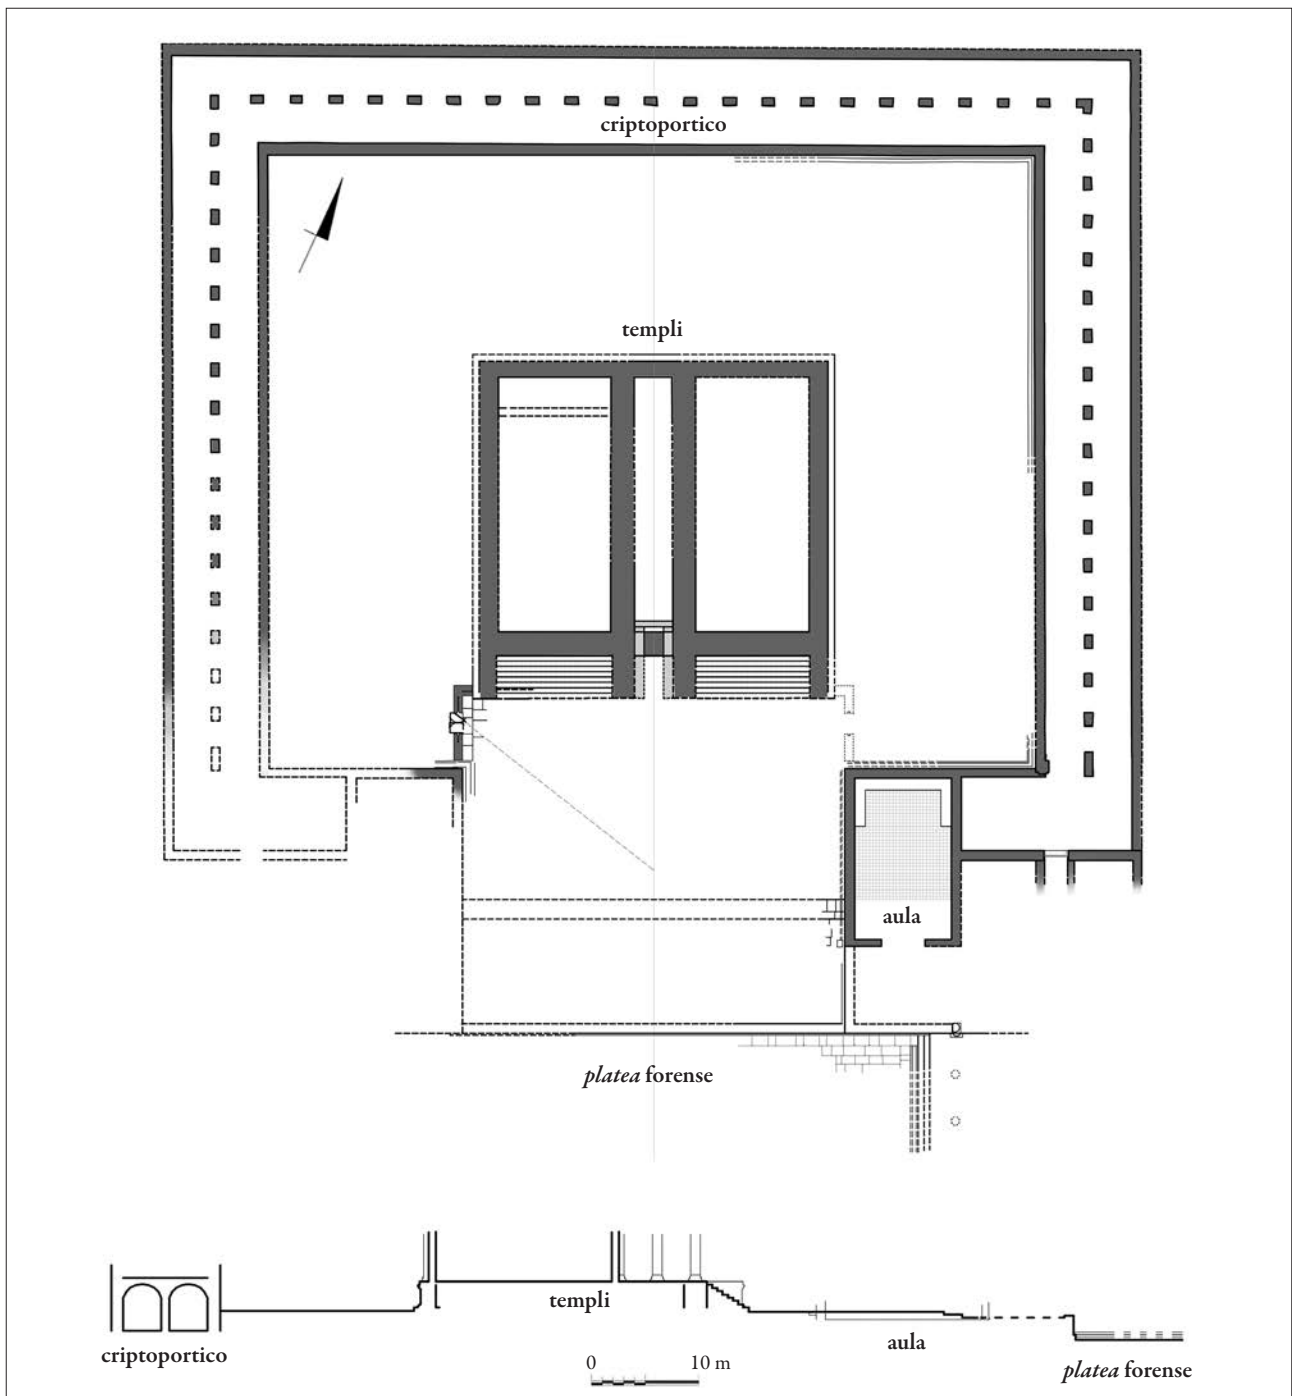 criptoportico
templi
aula
platea forense
templi
criptoportico
aula
platea forense
0 10 m